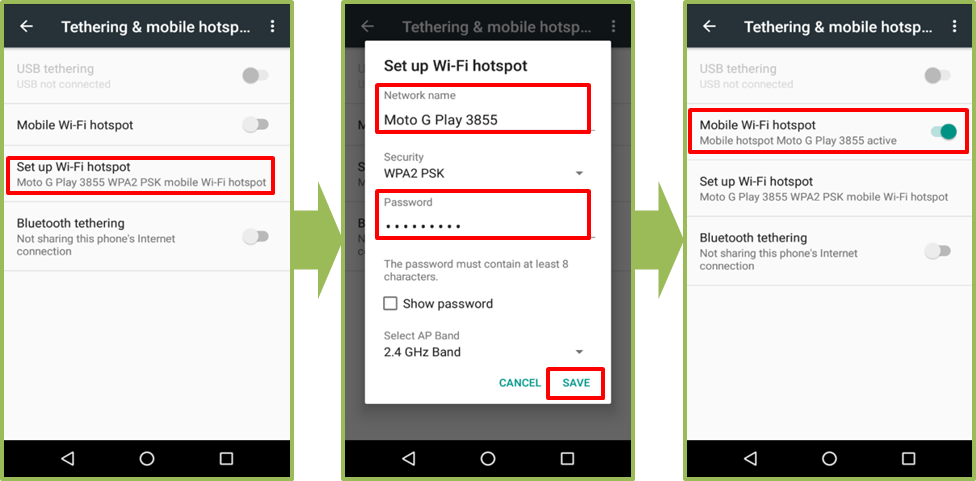 Tethering & mobile hotsp...
USB tethering
USB not connected
Mobile Wi-Fi hotspot
Set up Wi-Fi hotspot
Moto G Play 3855 WPA2 PSK mobile Wi-Fi hotspot
Bluetooth tethering
Not sharing this phone's Internet
connection
Tethering & mobile hotsp...
Set up Wi-Fi hotspot
Network name
Moto G Play 3855
Security
WPA2 PSK
Password
•••••••••
The password must contain at least 8
characters.
Show password
Select AP Band
2.4 GHz Band
CANCEL SAVE
Tethering & mobile hotsp...
USB tethering
USB not connected
Mobile Wi-Fi hotspot
Mobile hotspot Moto G Play 3855 active
Set up Wi-Fi hotspot
Moto G Play 3855 WPA2 PSK mobile Wi-Fi hotspot
Bluetooth tethering
Not sharing this phone's Internet
connection